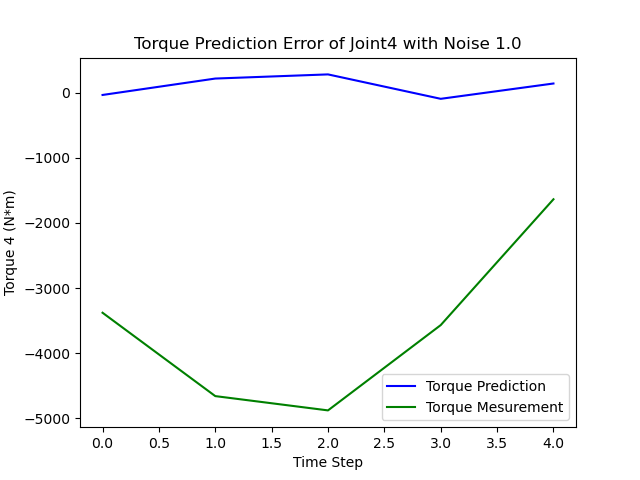 Torque Prediction Error of Joint4 with Noise 1.0
Torque 4 (N*m)
0
−1000
−2000
−3000
−4000
−5000
Torque Prediction
Torque Mesurement
0.0 0.5 1.0 1.5 2.0 2.5 3.0 3.5 4.0
Time Step